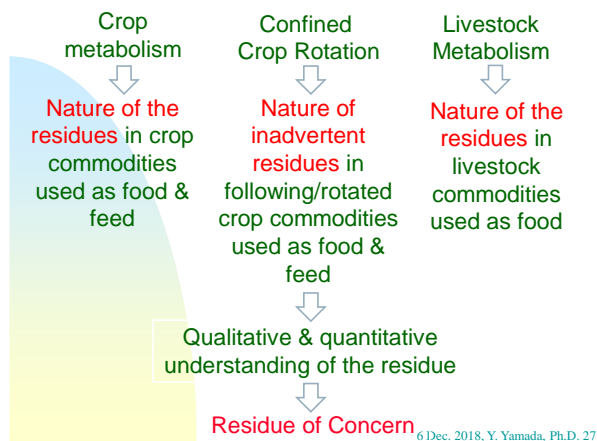 Crop
metabolism
Nature of the
residues in crop
commodities
used as food &
feed
Confined
Crop Rotation
Nature of
inadvertent
residues in
following/rotated
crop commodities
used as food &
feed
Livestock
Metabolism
Nature of the
residues in
livestock
commodities
used as food
Qualitative & quantitative
understanding of the residue
Residue of Concern
6 Dec. 2018, Y. Yamada, Ph.D. 27